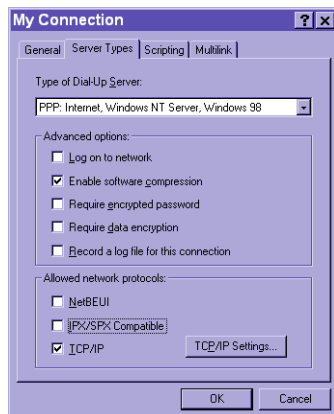 My Connection
General Server Types Scripting Multilink
Type of Dial-Up Server:
PPP: Internet, Windows NT Server, Windows 98
Advanced options:
Log on to network
Enable software compression
Require encrypted password
Require data encryption
Record a log file for this connection
Allowed network protocols:
NetBEUI
IPX/SPX Compatible
TCP/IP TCP/IP Settings...
OK Cancel